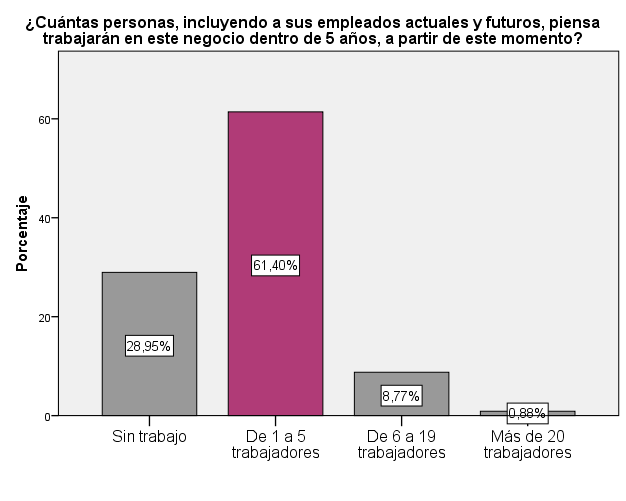 ¿Cuántas personas, incluyendo a sus empleados actuales y futuros, piensa
trabajarán en este negocio dentro de 5 años, a partir de este momento?
Porcentaje
60
40
20
0
28,95%
61,40%
8,77%
0,88%
Sin trabajo
De 1 a 5
trabajadores
De 6 a 19
trabajadores
Más de 20
trabajadores